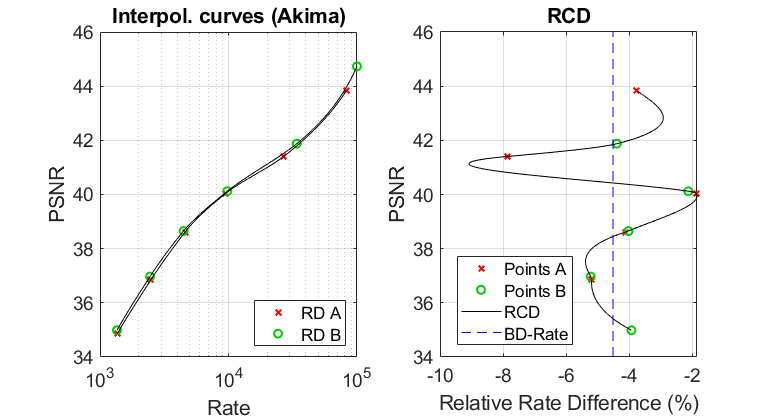 Interpol. curves (Akima)
46
44
42
40
38
36
34
PSNR
10^3
10^4
10^5
Rate
RD A
RD B
RCD
46
44
42
40
38
36
34
PSNR
-10
-8
-6
-4
-2
Relative Rate Difference (%)
Points A
Points B
RCD
BD-Rate